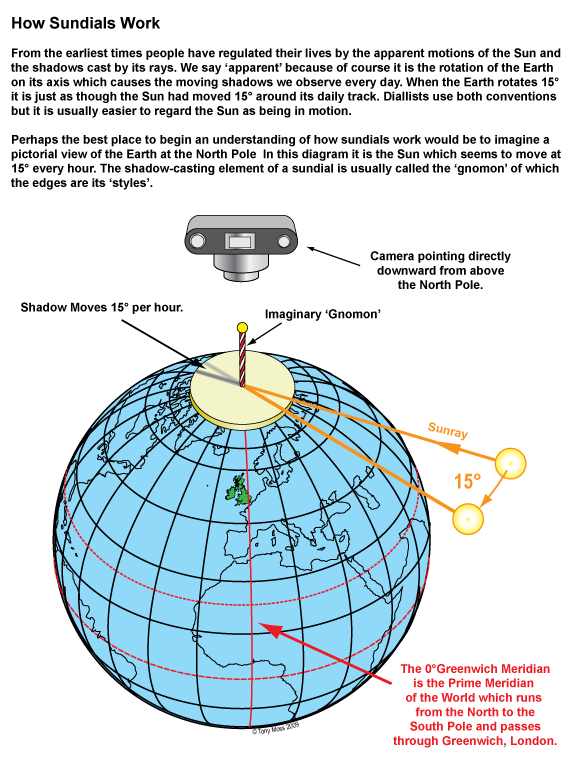 How Sundials Work
From the earliest times people have regulated their lives by the apparent motions of the Sun and
the shadows cast by its rays. We say ‘apparent’ because of course it is the rotation of the Earth
on its axis which causes the moving shadows we observe every day. When the Earth rotates 15°
it is just as though the Sun had moved 15° around its daily track. Diallists use both conventions
but it is usually easier to regard the Sun as being in motion.
Perhaps the best place to begin an understanding of how sundials work would be to imagine a
pictorial view of the Earth at the North Pole In this diagram it is the Sun which seems to move at
15° every hour. The shadow-casting element of a sundial is usually called the ‘gnomon’ of which
the edges are its ‘styles’.
Camera pointing directly
downward from above
the North Pole.
Shadow Moves 15° per hour.
Imaginary ‘Gnomon’
Sunray
15°
The 0°Greenwich Meridian
is the Prime Meridian
of the World which runs
from the North to the
South Pole and passes
through Greenwich, London.
© Tony Moss 2009